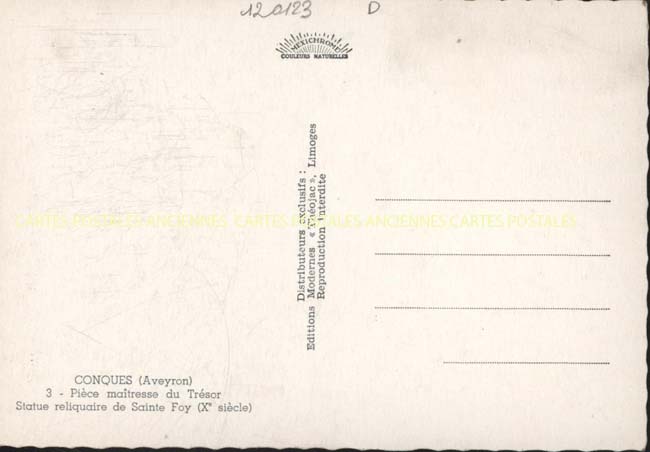 120123 D
MEXICHROME
COULEURS NATURELLES
Distributeurs exclusifs :
Editions Modernes « Théojac », Limoges
Reproduction Interdite
CARTES POSTALES ANCIENNES CARTES POSTALES ANCIENNES CARTES POSTALES
CONQUES (Aveyron)
3 - Pièce maîtresse du Trésor
Statue reliquaire de Sainte Foy (Xe siècle)